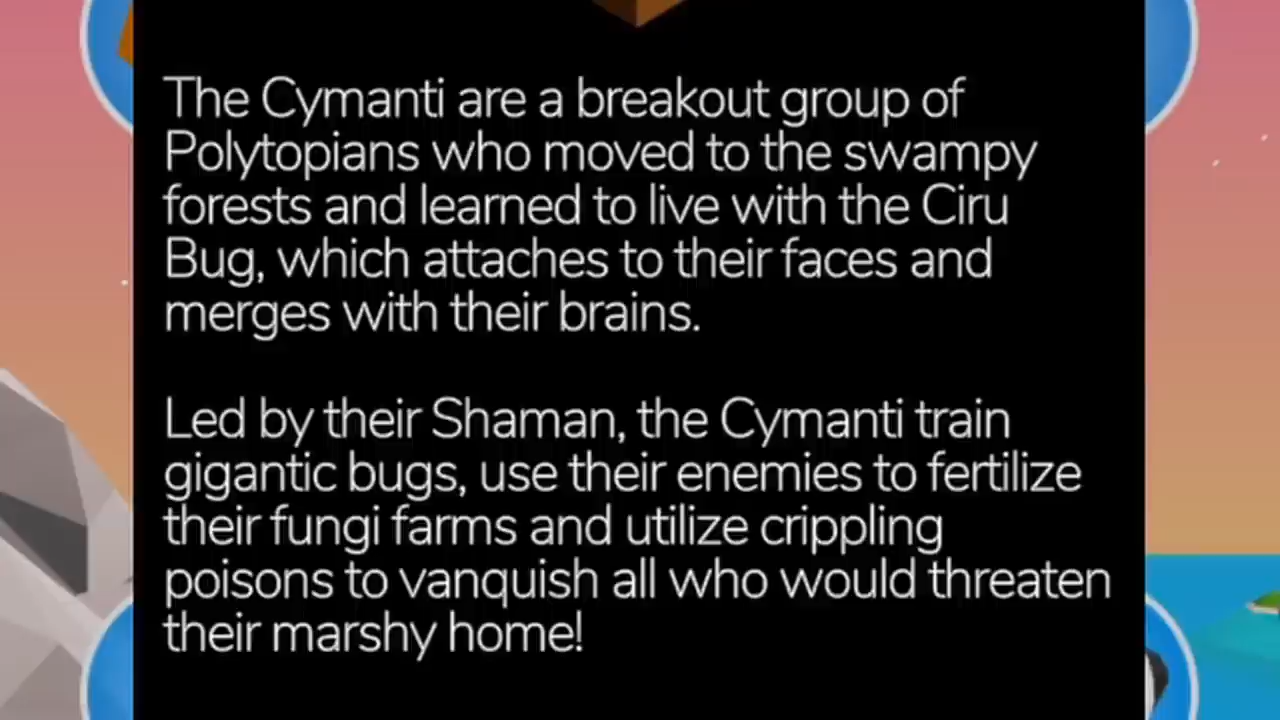 The Cymanti are a breakout group of
Polytopians who moved to the swampy
forests and learned to live with the Ciru
Bug, which attaches to their faces and
merges with their brains.
Led by their Shaman, the Cymanti train
gigantic bugs, use their enemies to fertilize
their fungi farms and utilize crippling
poisons to vanquish all who would threaten
their marshy home!